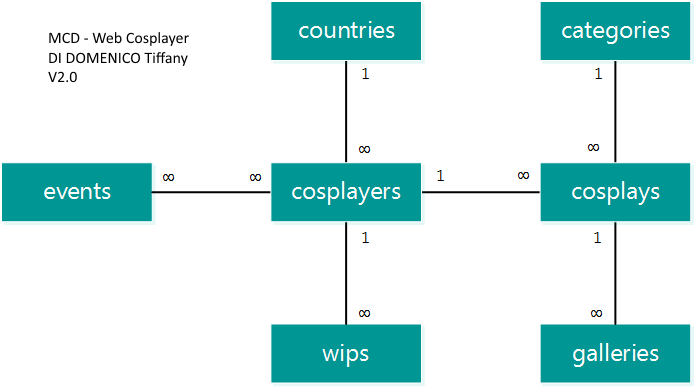 MCD - Web Cosplayer
DI DOMENICO Tiffany
V2.0
countries
categories
1
1
∞
∞
events
∞
∞
cosplayers
1
∞
cosplays
1
1
∞
∞
wips
galleries